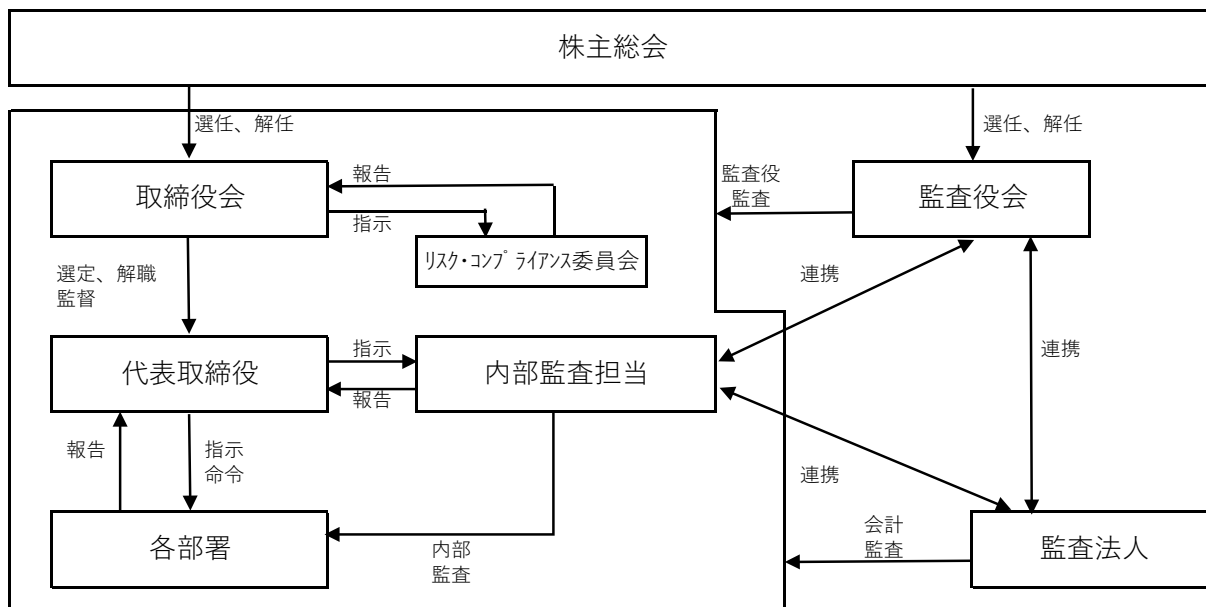 株主総会
選任、解任
選任、解任
取締役会
報告
指示
リスク・コンプライアンス委員会
監査役
監査
監査役会
選定、解職
監督
連携
代表取締役
指示
報告
内部監査担当
連携
報告
指示
命令
連携
各部署
内部
監査
会計
監査
監査法人